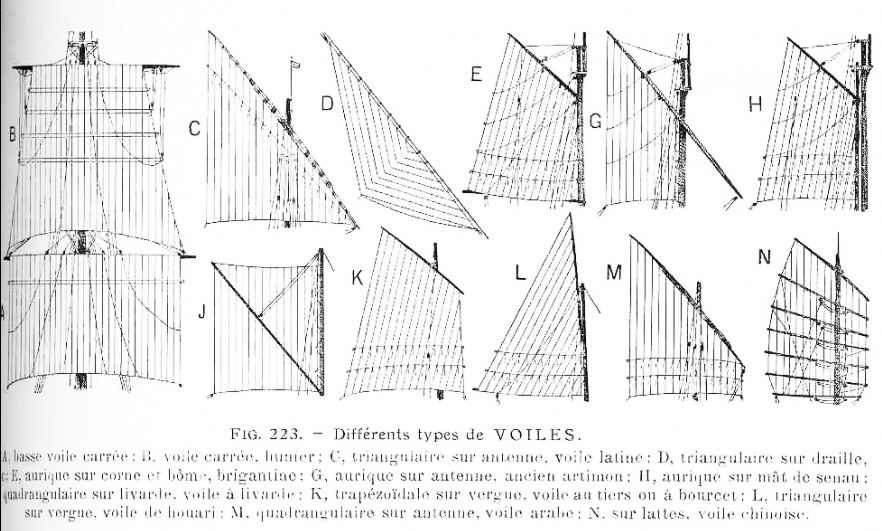 B
C
D
E
G
H
A
J
K
L
M
N
FIG. 223. — Différents types de VOILES.
A, basse voile carrée ; B, voile carrée, hunier ; C, triangulaire sur antenne, voile latine ; D, triangulaire sur draille,
c ; E, aurique sur corne et bôme, brigantine ; G, aurique sur antenne, ancien artimon ; H, aurique sur mât de senau ;
quadrangulaire sur livarde, voile à livarde ; K, trapézoïdale sur vergue, voile au tiers ou à bourcet ; L, triangulaire
sur vergue, voile de houari ; M, quadrangulaire sur antenne, voile arabe ; N, sur lattes, voile chinoise.